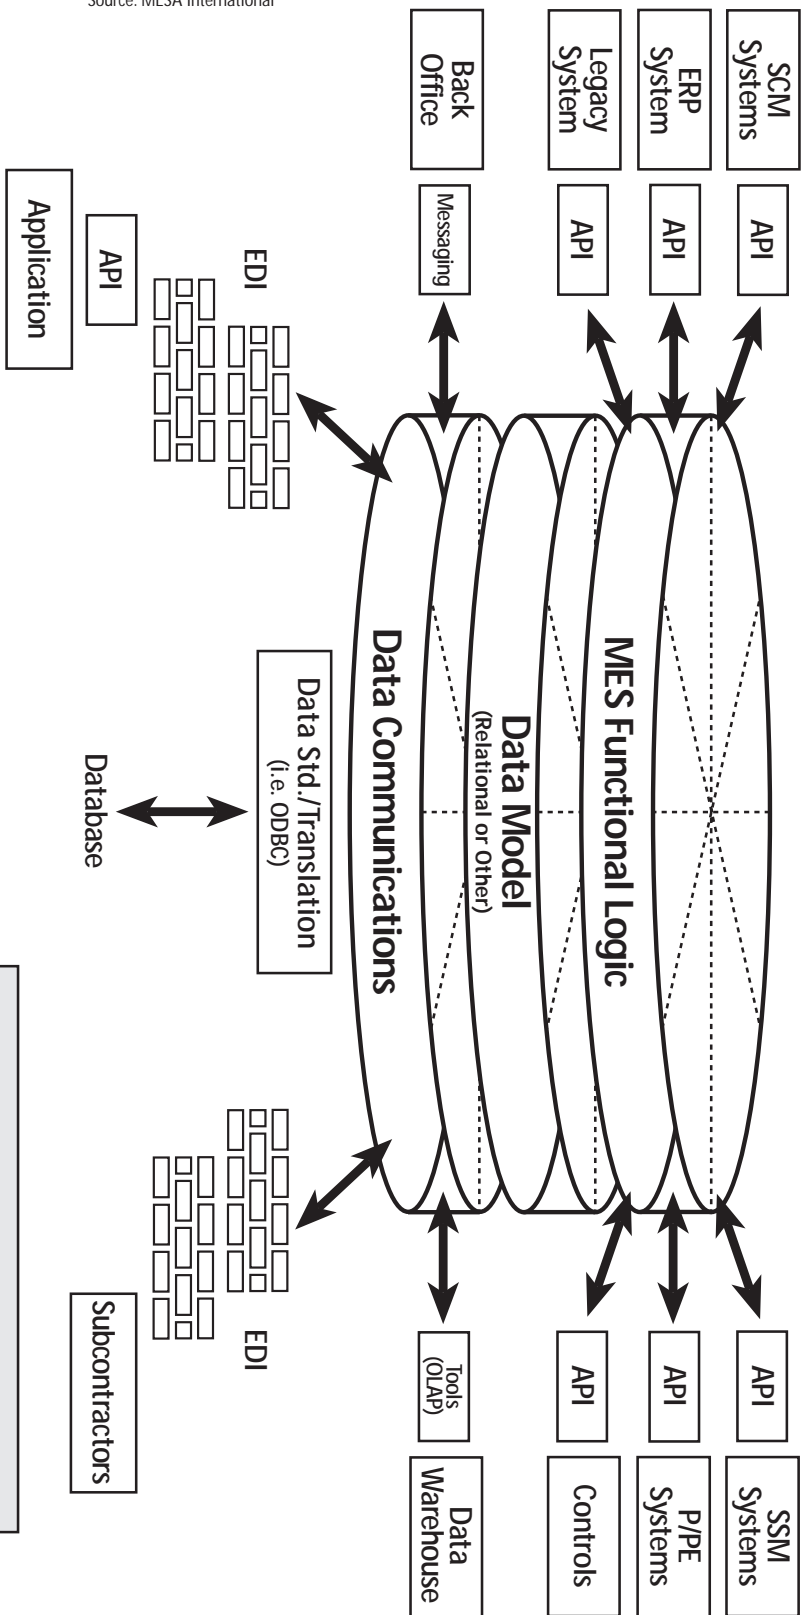 Source: MESA International
SCM
Systems
API
API
SSM
Systems
ERP
System
API
API
P/PE
Systems
Legacy
System
API
API
Controls
Back
Office
Messaging
Tools
(OLAP)
Data
Warehouse
MES Functional Logic
Data Model
(Relational or Other)
Data Communications
Data Std./Translation
(i.e. ODBC)
Database
EDI
API
Application
EDI
Subcontractors